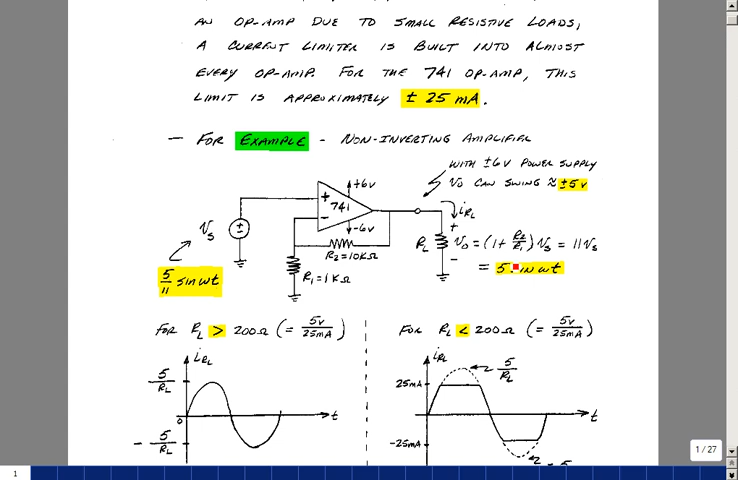 AN OP-AMP DUE TO SMALL RESISTIVE LOADS,
A CURRENT LIMITER IS BUILT INTO ALMOST
EVERY OP-AMP. FOR THE 741 OP-AMP, THIS
LIMIT IS APPROXIMATELY ± 25 mA.
— FOR EXAMPLE - NON-INVERTING AMPLIFIER
WITH ±6V POWER SUPPLY
VO CAN SWING ≈ ±5V
+6V
+
741
-
-6V
iRL
VS
+
-
R2 = 10KΩ
R1 = 1KΩ
RL
+
-
VO = (1 + R2/R1) VS = 11VS
= 5 sin ωt
5/11 sin ωt
FOR RL > 200Ω (= 5V/25mA)
FOR RL < 200Ω (= 5V/25mA)
iRL
5/RL
0
t
- 5/RL
iRL
25mA
5/RL
t
-25mA
1 / 27
1